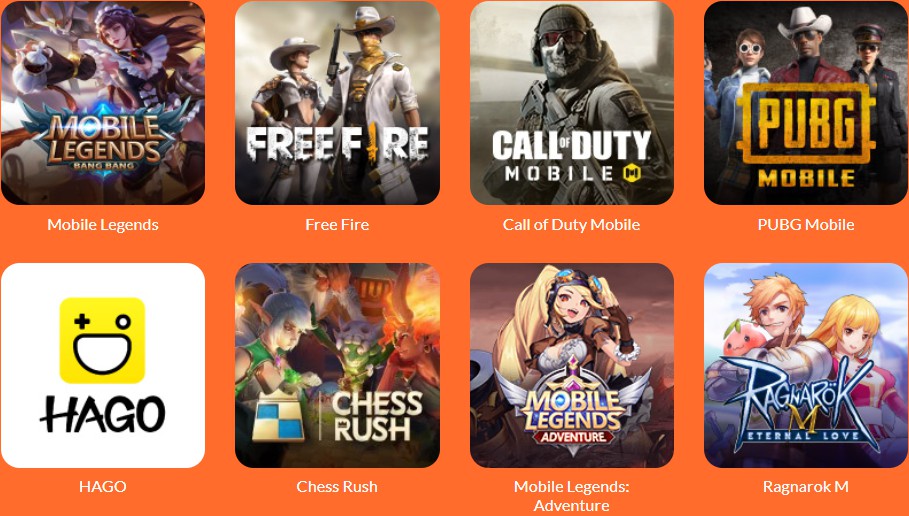 MOBILE
LEGENDS
BANG BANG
Mobile Legends
FREE FIRE
Free Fire
CALL OF DUTY
MOBILE
Call of Duty Mobile
PUBG
MOBILE
PUBG Mobile
HAGO
HAGO
CHESS
RUSH
Chess Rush
MOBILE
LEGENDS
ADVENTURE
Mobile Legends:
Adventure
RAGNARÖK
M
ETERNAL LOVE
Ragnarok M